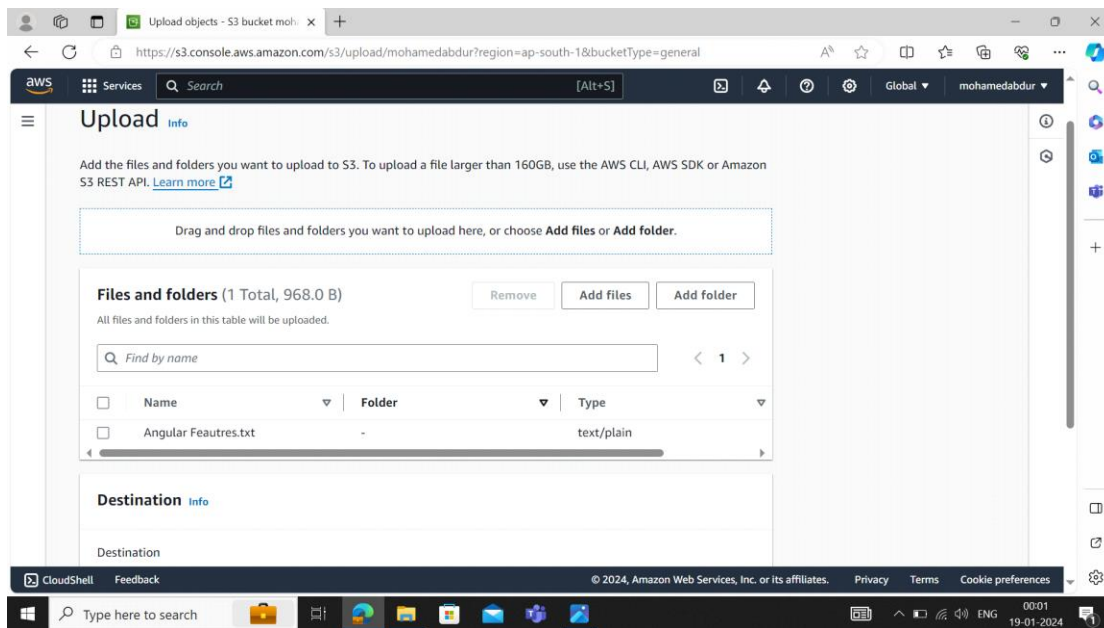 Upload objects - S3 bucket moha
https://s3.console.aws.amazon.com/s3/upload/mohamedabdur?region=ap-south-1&bucketType=general
aws Services Search [Alt+S] Global mohamedabdur
Upload Info
Add the files and folders you want to upload to S3. To upload a file larger than 160GB, use the AWS CLI, AWS SDK or Amazon
S3 REST API. Learn more
Drag and drop files and folders you want to upload here, or choose Add files or Add folder.
Files and folders (1 Total, 968.0 B) Remove Add files Add folder
All files and folders in this table will be uploaded.
Find by name 1
Name Folder Type
Angular Feautres.txt - text/plain
Destination Info
Destination
CloudShell Feedback © 2024, Amazon Web Services, Inc. or its affiliates. Privacy Terms Cookie preferences
Type here to search ENG 00:01
19-01-2024